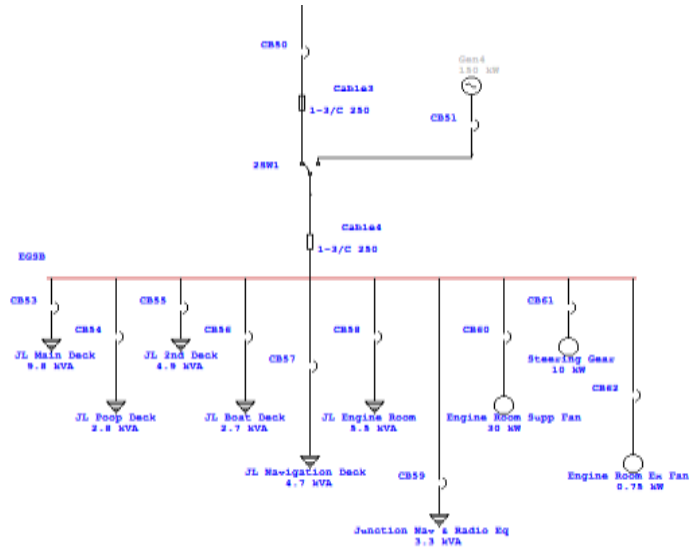 CB50
Gen4
150 kW
Cable3
1-3/C 250
CB51
2SW1
Cable4
1-3/C 250
EGSB
CB53
CB55
CB61
CB54
CB56
CB58
CB60
JL Main Deck
9.8 kVA
JL 2nd Deck
4.9 kVA
CB57
Steering Gear
10 kW
CB62
JL Poop Deck
2.8 kVA
JL Boat Deck
2.7 kVA
JL Engine Room
5.5 kVA
Engine Room Supp Fan
30 kW
JL Navigation Deck
4.7 kVA
CB59
Engine Room Ex Fan
0.75 kW
Junction Nav & Radio Eq
3.3 kVA